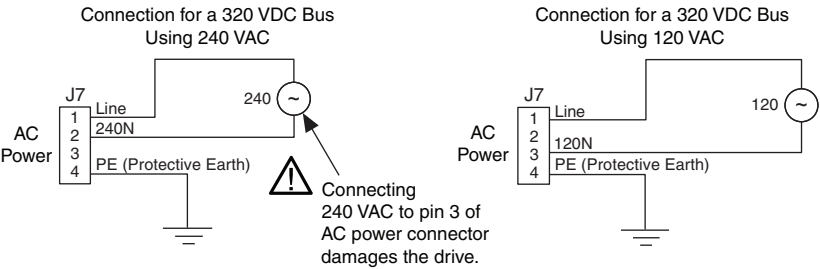 Connection for a 320 VDC Bus
Using 240 VAC
J7
AC
Power
1
2
3
4
Line
240N
PE (Protective Earth)
240
~
Connecting
240 VAC to pin 3 of
AC power connector
damages the drive.
Connection for a 320 VDC Bus
Using 120 VAC
J7
AC
Power
1
2
3
4
Line
120N
PE (Protective Earth)
120
~